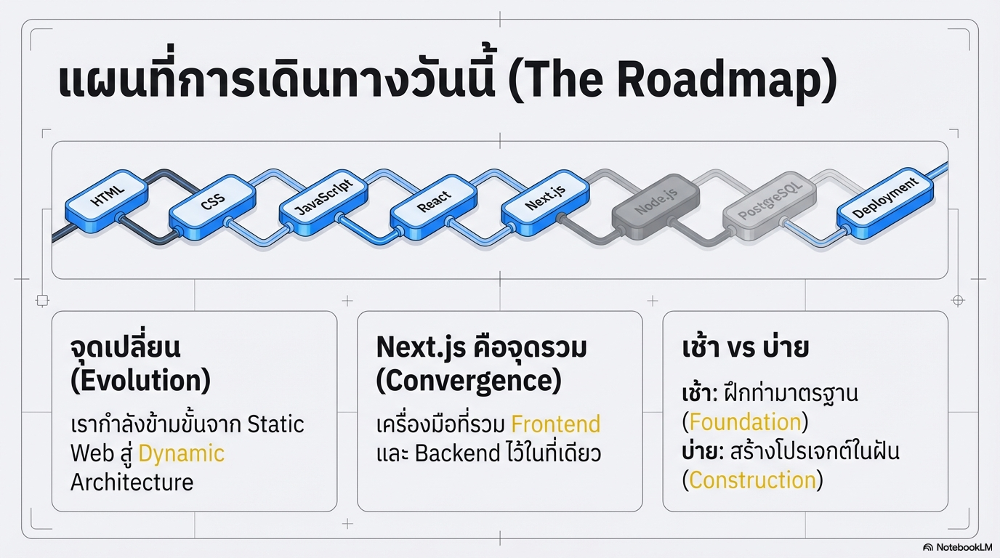 แผนที่การเดินทางวันนี้ (The Roadmap)
HTML
CSS
JavaScript
React
Next.js
Node.js
PostgreSQL
Deployment
จุดเปลี่ยน
(Evolution)
เรากำลังข้ามขั้นจาก Static
Web สู่ Dynamic
Architecture
Next.js คือจุดรวม
(Convergence)
เครื่องมือที่รวม Frontend
และ Backend ไว้ในที่เดียว
เช้า vs บ่าย
เช้า: ฝึกท่ามาตรฐาน
(Foundation)
บ่าย: สร้างโปรเจกต์ในฝัน
(Construction)
NotebookLM